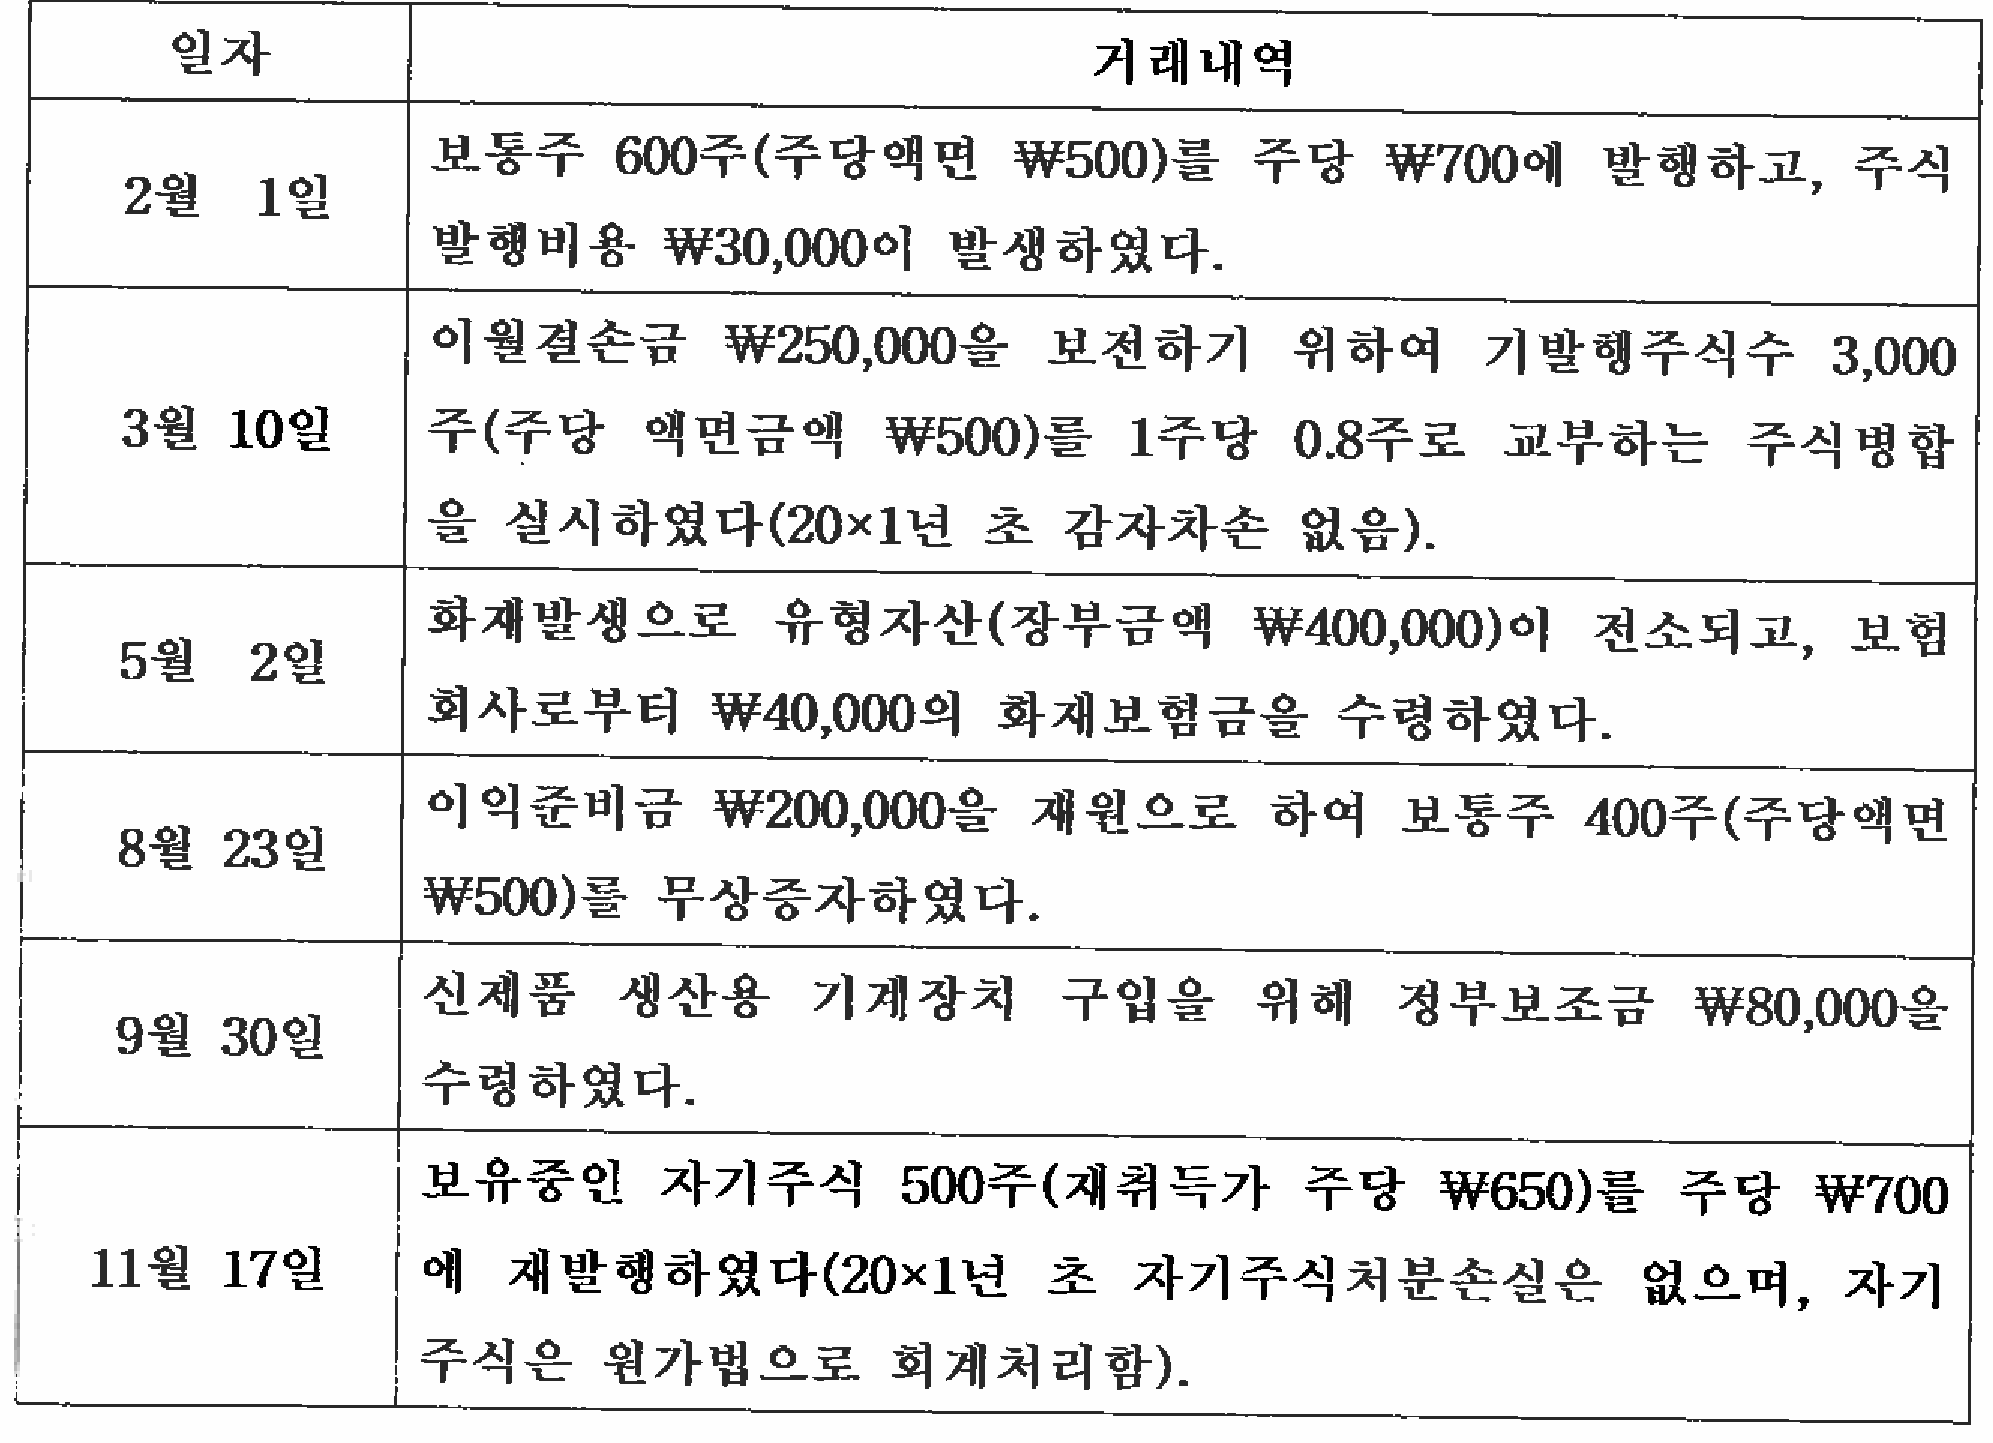 일자 거래내역
보통주 600주(주당액면 ₩500)를 주당 ₩700에 발행하고, 주식
2월 1일
발행비용 ₩30,000이 발생하였다.
이월결손금 ₩250,000을 보전하기 위하여 기발행주식수 3,000
3월 10일
주(주당 액면금액 ₩500)를 1주당 0.8주로 교부하는 주식병합
을 실시하였다(20×1년 초 감자차손 없음).
화재발생으로 유형자산(장부금액 ₩400,000)이 전소되고, 보험
5월 2일
회사로부터 ₩40,000의 화재보험금을 수령하였다.
이익준비금 ₩200,000을 재원으로 하여 보통주 400주(주당액면
8월 23일
₩500)를 무상증자하였다.
신제품 생산용 기계장치 구입을 위해 정부보조금 ₩80,000을
9월 30일
수령하였다.
보유중인 자기주식 500주(재취득가 주당 ₩650)를 주당 ₩700
11월 17일
에 재발행하였다(20×1년 초 자기주식처분손실은 없으며, 자기
주식은 원가법으로 회계처리함).